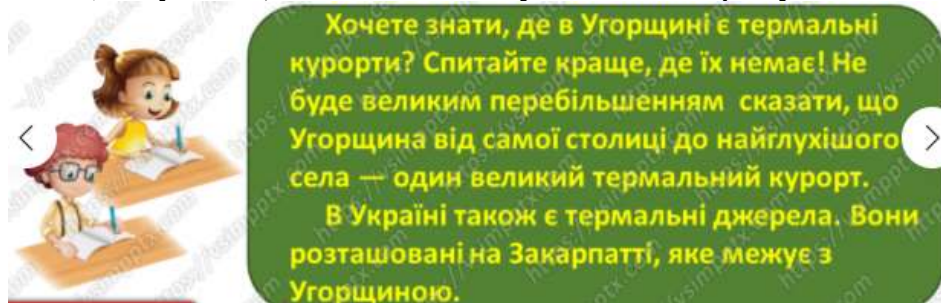 Хочете знати, де в Угорщині є термальні
курорти? Спитайте краще, де їх немає! Не
буде великим перебільшенням сказати, що
Угорщина від самої столиці до найглухішого
села — один великий термальний курорт.
В Україні також є термальні джерела. Вони
розташовані на Закарпатті, яке межує з
Угорщиною.